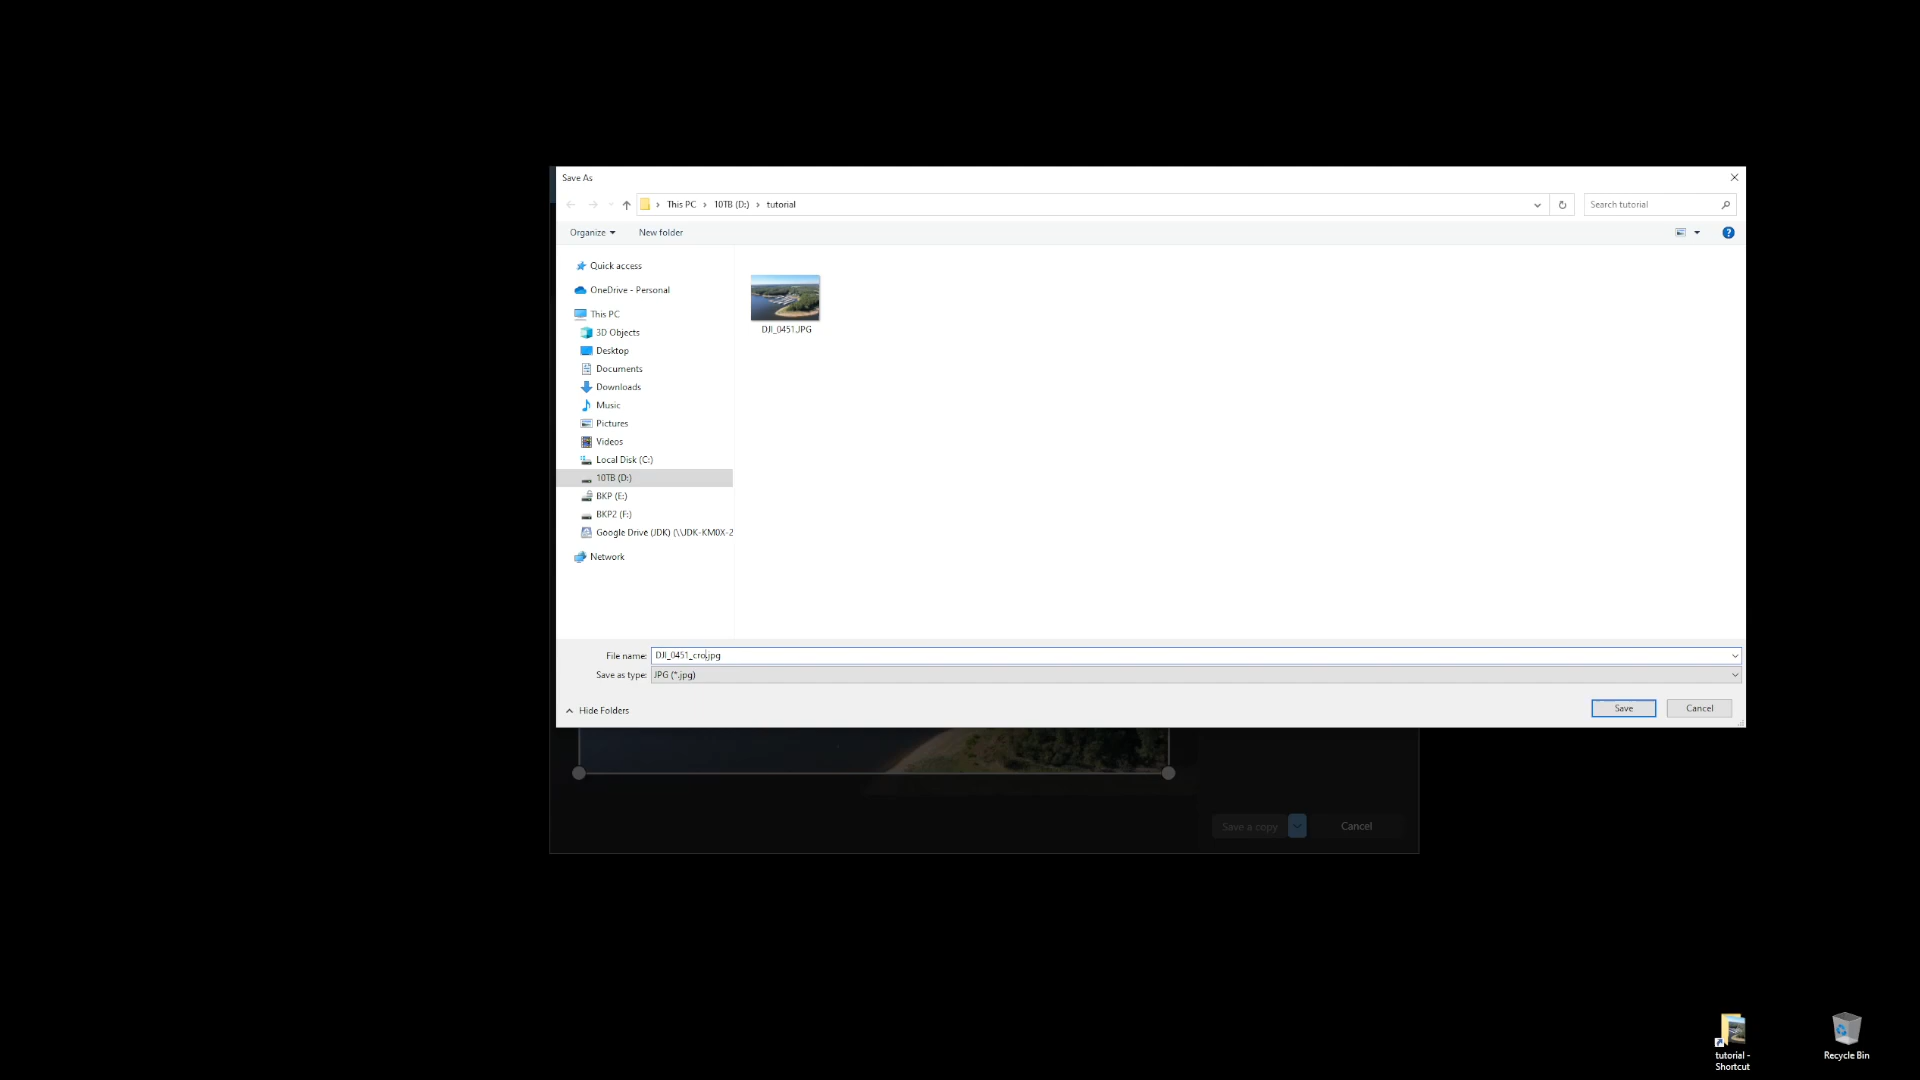 Save As
This PC
10TB (D:)
tutorial
Search tutorial
Organize
New folder
Quick access
OneDrive - Personal
This PC
3D Objects
Desktop
Documents
Downloads
Music
Pictures
Videos
Local Disk (C:)
10TB (D:)
BKP (E:)
BKP2 (F:)
Google Drive (JDK) (\\JDK-KM0X-2
Network
DJI_0451.JPG
File name: DJI_0451_cro.jpg
Save as type: JPG (*.jpg)
Hide Folders
Save
Cancel
Save a copy
Cancel
tutorial -
Shortcut
Recycle Bin